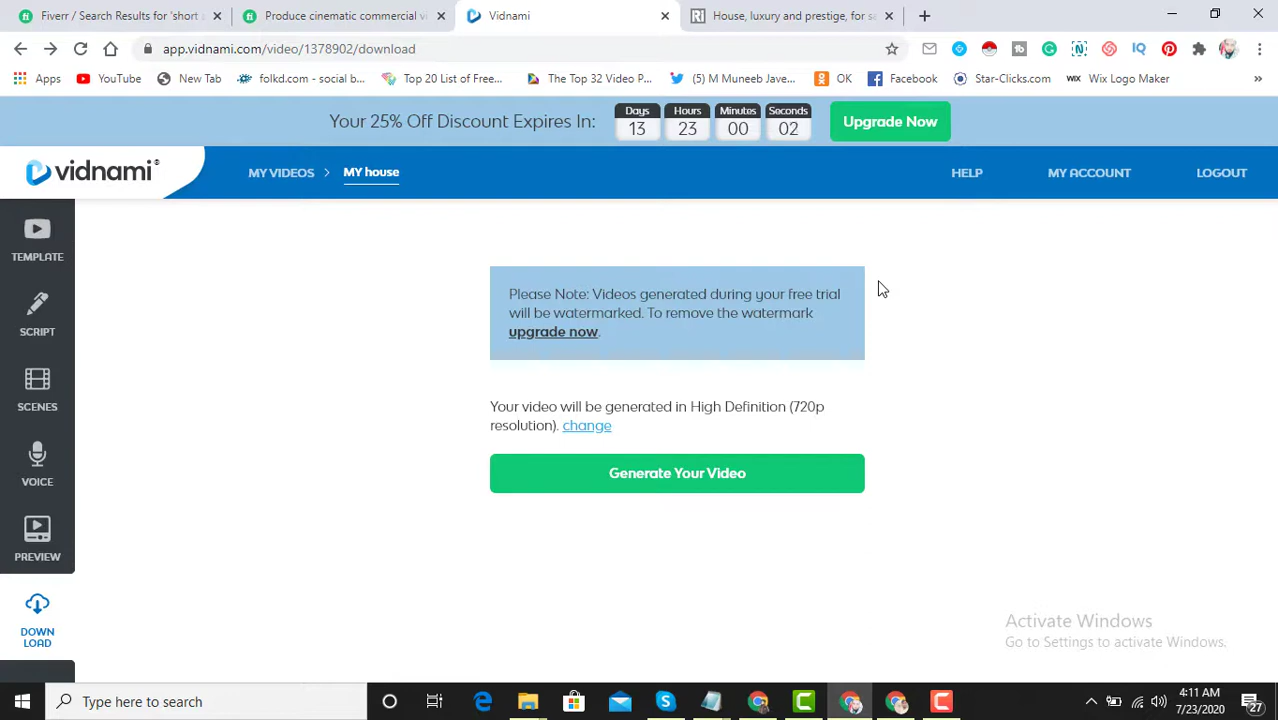 Fiverr / Search Results for 'short a
Produce cinematic commercial v
Vidnami
House, luxury and prestige, for sa
app.vidnami.com/video/1378902/download
Apps
YouTube
New Tab
folkd.com - social b...
Top 20 List of Free...
The Top 32 Video P...
(5) M Muneeb Jave...
OK
Facebook
Star-Clicks.com
WIX Wix Logo Maker
Your 25% Off Discount Expires In:
Days Hours Minutes Seconds
13 23 00 02
Upgrade Now
vidnami®
MY VIDEOS > MY house
HELP
MY ACCOUNT
LOGOUT
TEMPLATE
SCRIPT
SCENES
VOICE
PREVIEW
DOWN
LOAD
Please Note: Videos generated during your free trial
will be watermarked. To remove the watermark
upgrade now.
Your video will be generated in High Definition (720p
resolution). change
Generate Your Video
Activate Windows
Go to Settings to activate Windows.
Type here to search
4:11 AM
7/23/2020
27